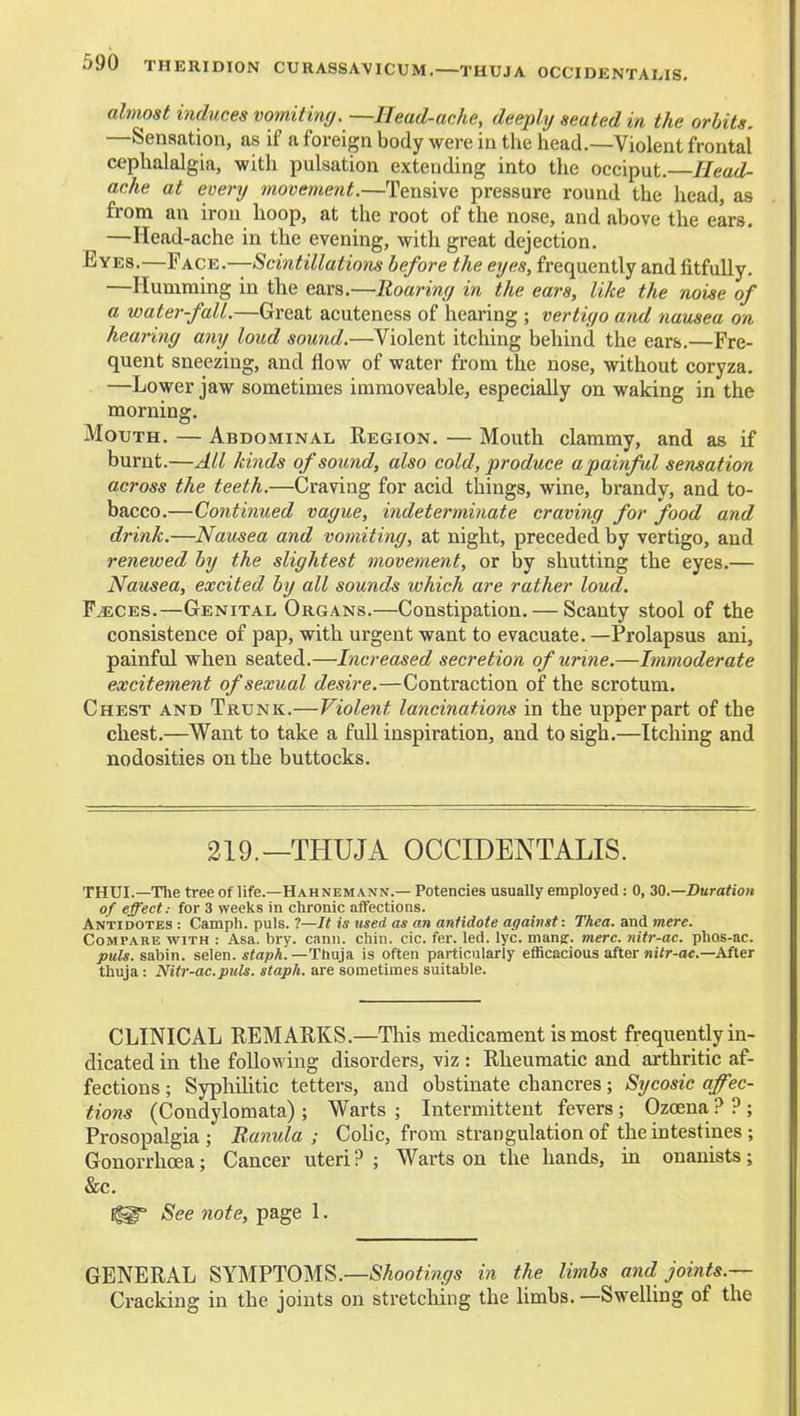 590 THERIDION CURASSAVICUM.—THUJA OCCIDENTALIS.
almost induces vomiting. —Head-ache, deeply seated in the orbits.
—Sensation, as if a foreign body were in the head.—Violent frontal
cephalalgia, with pulsation extending into the occiput.—Head-
ache at every movement.—Tensive pressure round the head, as
from an iron hoop, at the root of the nose, and above the ears.
—Head-ache in the evening, with great dejection.
Eyes.—Face.—Scintillations before the eyes, frequently and fitfully.
—Humming in the ears.—Roaring in the ears, like the noise of
a water-fall.—Great acuteness of hearing ; vertigo and nausea on
hearing any loud sound.—Violent itching behind the ears.—Fre-
quent sneezing, and flow of water from the nose, without coryza.
—Lower jaw sometimes immoveable, especially on waking in the
morning.
Mouth. — Abdominal Region. — Mouth clammy, and as if
burnt.—All kinds of sound, also cold, produce a painful sensation
across the teeth.—Craving for acid things, wine, brandy, and to-
bacco.—Continued vague, indeterminate craving for food and
drink.—Nausea and vomiting, at night, preceded by vertigo, and
renewed by the slightest movement, or by shutting the eyes.—
Nausea, excited by all sounds which are rather loud.
Fæces.—Genital Organs.—Constipation. — Scanty stool of the
consistence of pap, with urgent want to evacuate. —Prolapsus ani,
painful when seated.—Increased secretion of urine.—Immoderate
excitement of sexual desire.—Contraction of the scrotum.
Chest and Trunk.—Violent lancinations in the upper part of the
chest.—Want to take a full inspiration, and to sigh.—Itching and
nodosities on the buttocks.
219.—THUJA OCCIDENTALIS.
THUI.—The tree of life.—Hahnemann.— Potencies usually employed : 0, 30.—Duration
of effect: for 3 weeks in chronic affections.
Antidotes : Camph. puls. ?—It is used as an antidote against: Thea. and merc.
Compare with : Asa. bry. cann. chin. cic. fer. led. lyc. mang. merc. nitr-ac. phos-ac.
puls. sabin. selen. staph. —Thuja is often particularly efficacious after nitr-ac.—After
thuja : Nitr-ac. puls. staph. are sometimes suitable.
CLINICAL REMARKS.—This medicament is most frequently in-
dicated in the following disorders, viz : Rheumatic and arthritic af-
fections ; Syphilitic tetters, and obstinate chancres ; Sycosic affec-
tions (Condylomata) ; Warts ; Intermittent fevers ; Ozœna ? ? ;
Prosopalgia ; Ranula ; Colic, from strangulation of the intestines ;
Gonorrhœa; Cancer uteri? ; Warts on the hands, in onanists ;
&c.
☞ See note, page 1.
GENERAL SYMPTOMS.—Shootings in the limbs and joints.—
Cracking in the joints on stretching the limbs. —Swelling of the